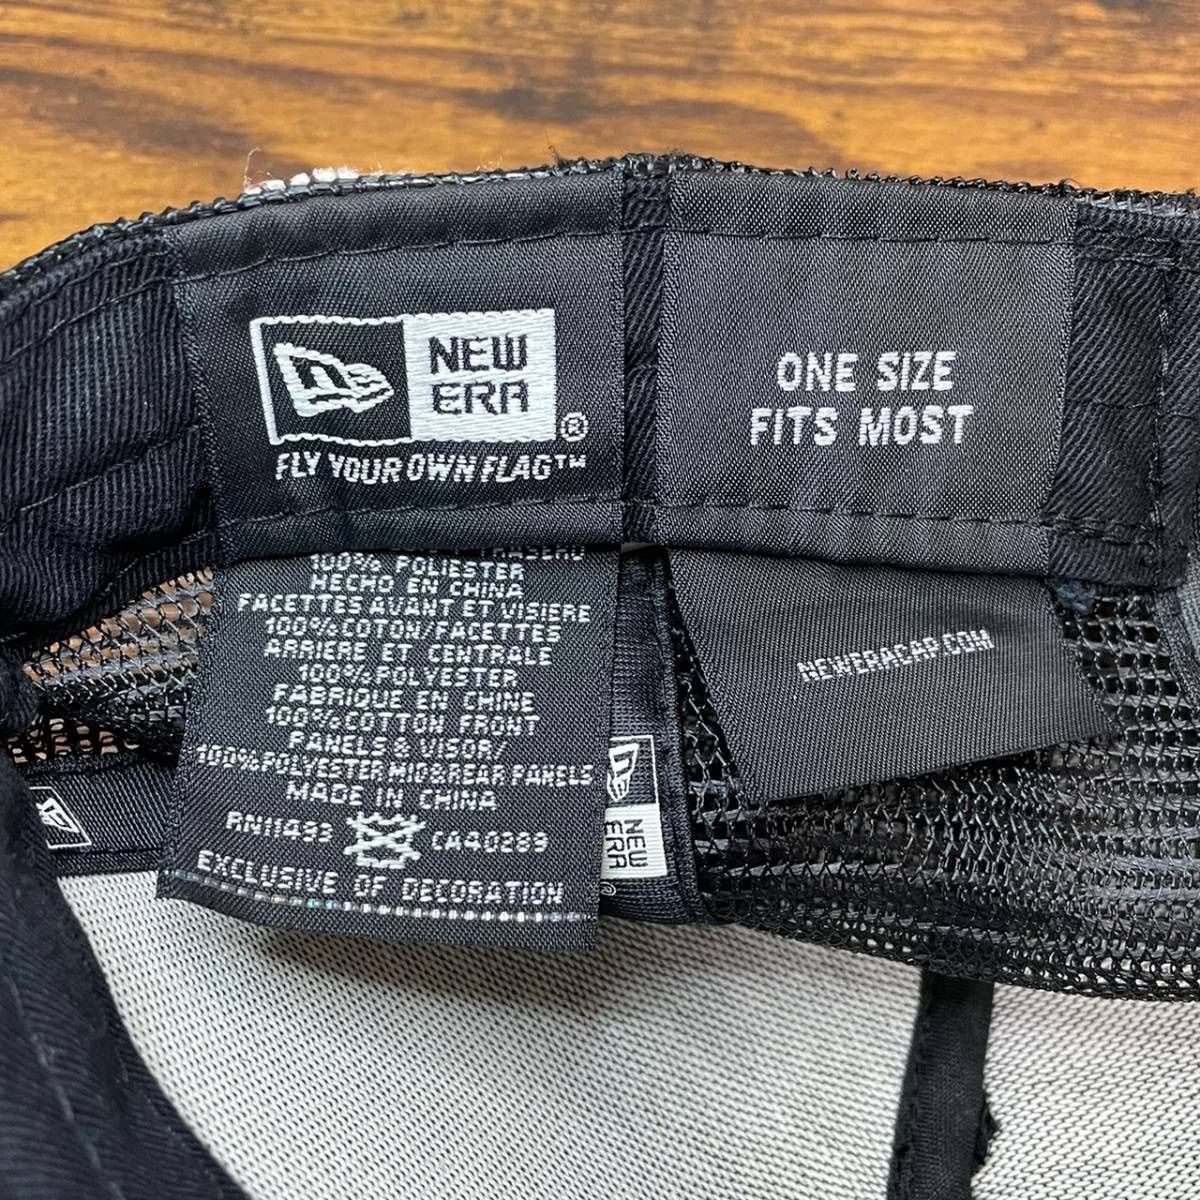 NEW
ERA
®
FLY YOUR OWN FLAG™
ONE SIZE
FITS MOST
100% POLIESTER
HECHO EN CHINA
FACETTES AVANT ET VISIERE
100% COTON/FACETTES
ARRIERE ET CENTRALE
100% POLYESTER
FABRIQUE EN CHINE
100% COTTON FRONT
PANELS & VISOR/
100% POLYESTER MID & REAR PANELS
MADE IN CHINA
RN11483 CA40289
EXCLUSIVE OF DECORATION
NEWERACAP.COM
NEW
ERA
®